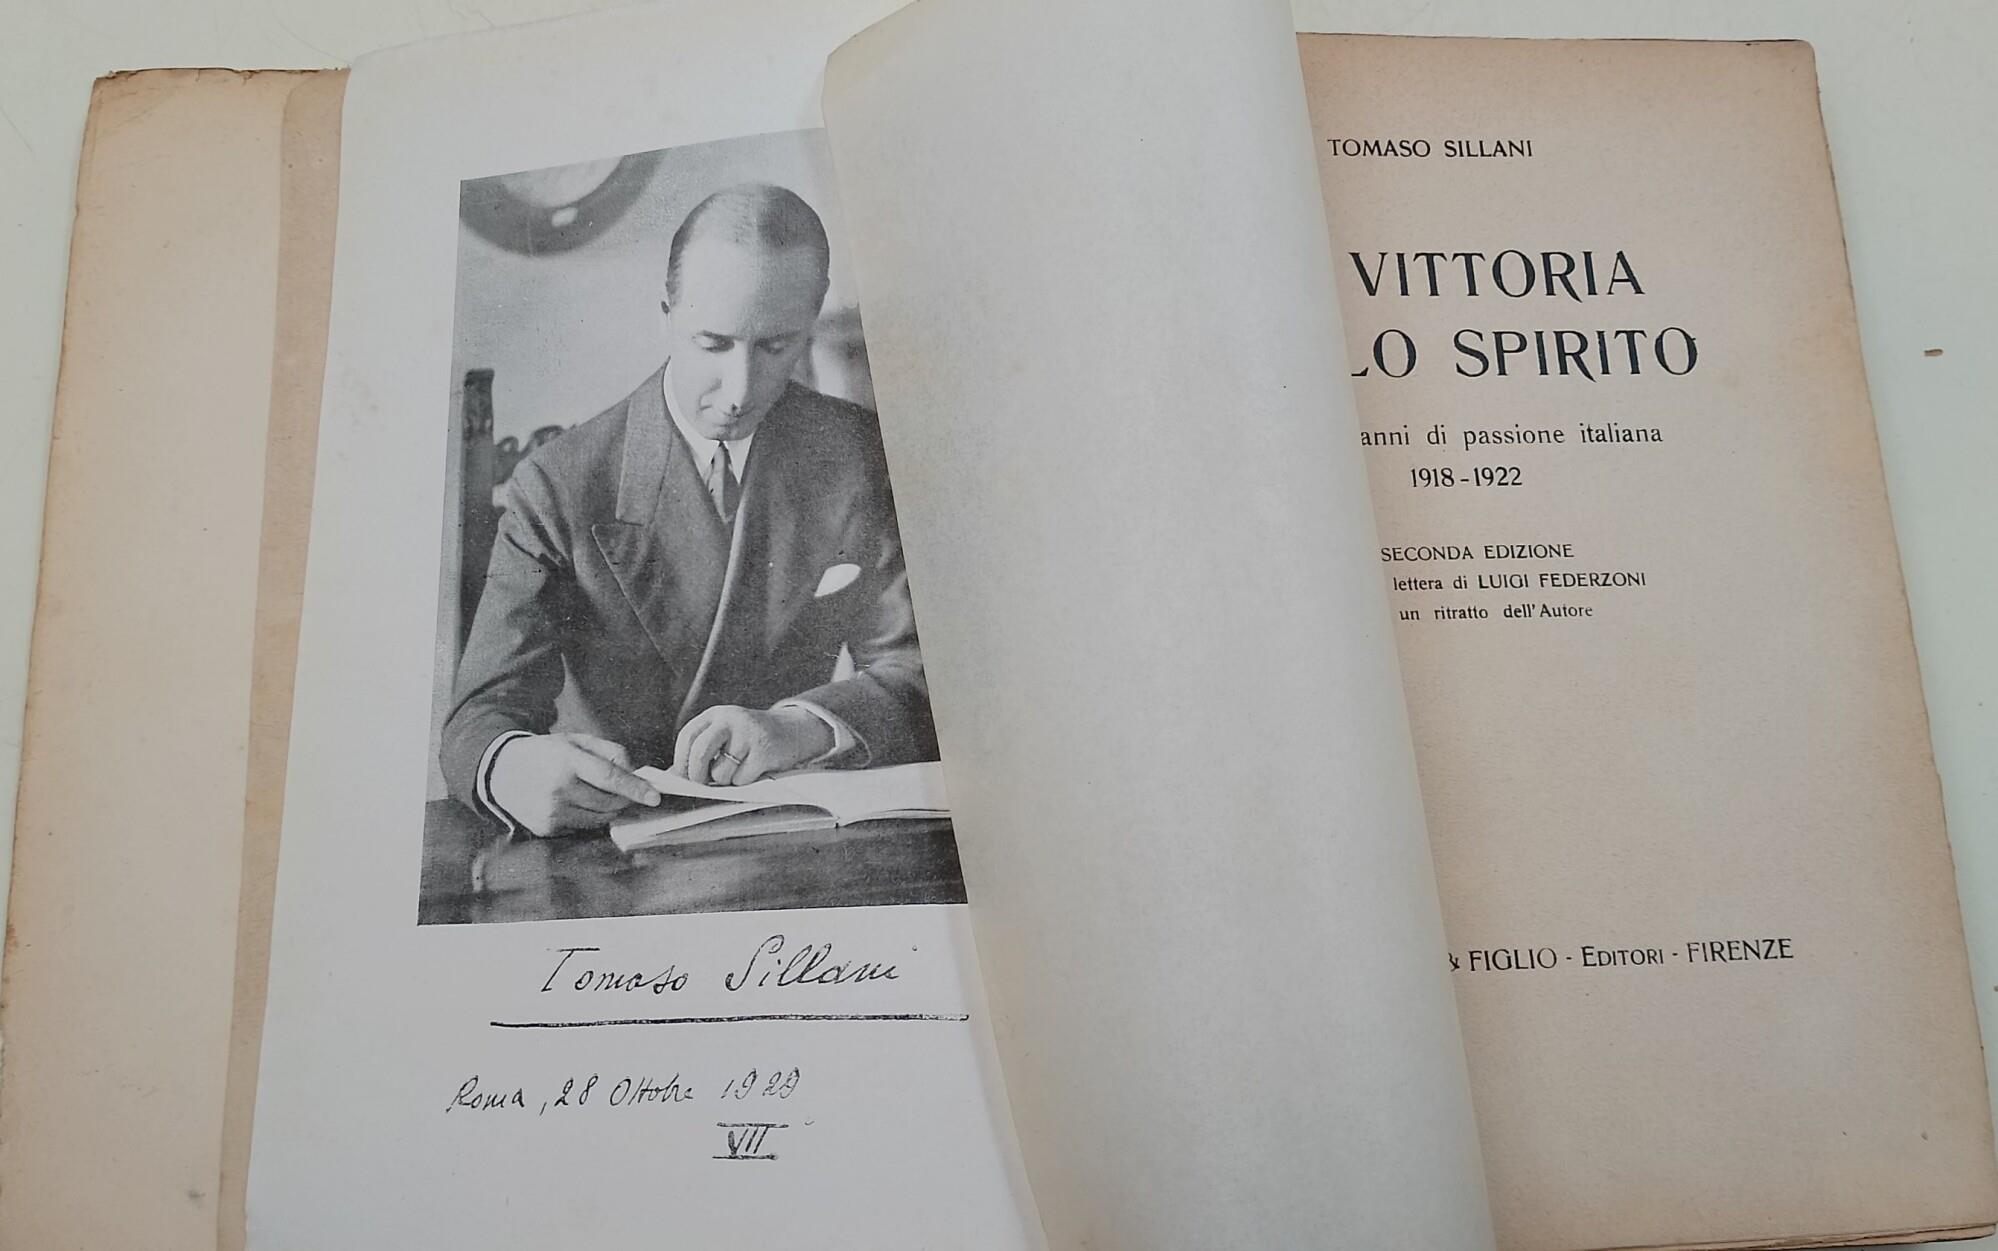 Tomaso Sillani
Roma, 28 Ottobre 1929
VII
TOMASO SILLANI
VITTORIA
LO SPIRITO
anni di passione italiana
1918-1922
SECONDA EDIZIONE
lettera di LUIGI FEDERZONI
un ritratto dell'Autore
& FIGLIO - EDITORI - FIRENZE